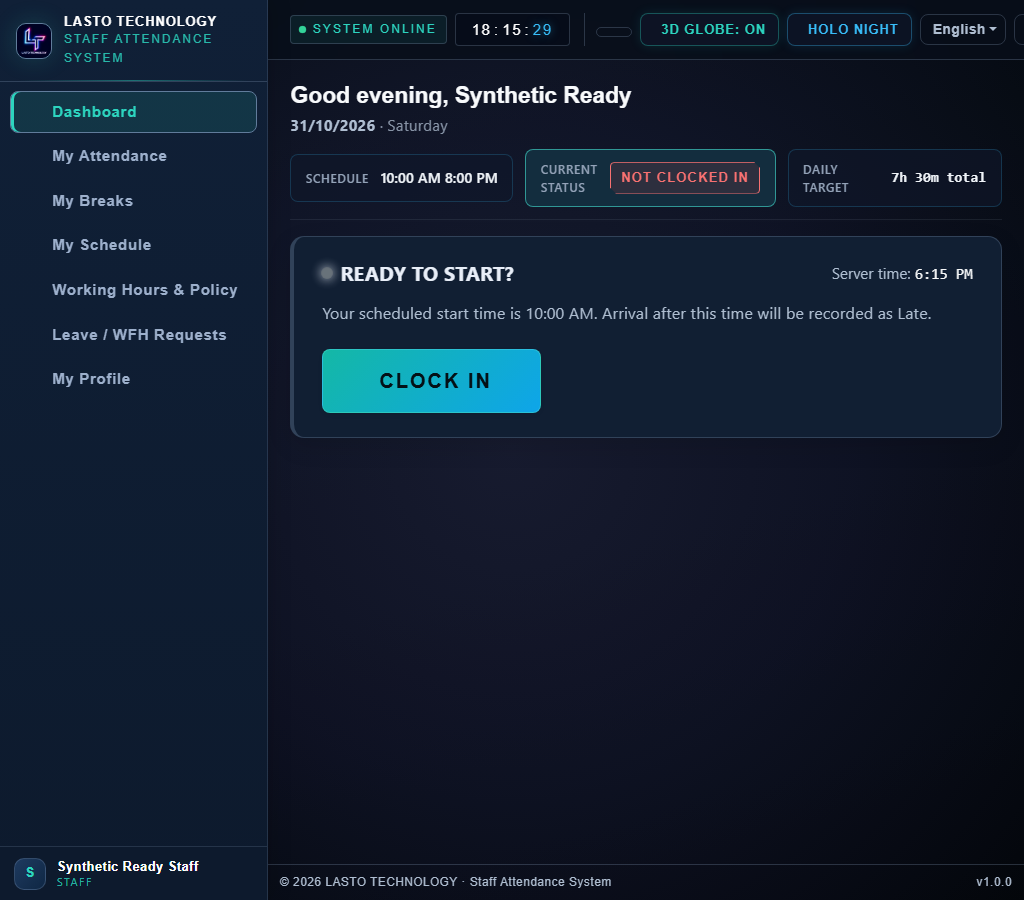 LASTO TECHNOLOGY
STAFF ATTENDANCE
SYSTEM
SYSTEM ONLINE
18:15:29
3D GLOBE: ON
HOLO NIGHT
English
Dashboard
My Attendance
My Breaks
My Schedule
Working Hours & Policy
Leave / WFH Requests
My Profile
Good evening, Synthetic Ready
31/10/2026 · Saturday
SCHEDULE 10:00 AM 8:00 PM
CURRENT
STATUS
NOT CLOCKED IN
DAILY
TARGET
7h 30m total
READY TO START?
Server time: 6:15 PM
Your scheduled start time is 10:00 AM. Arrival after this time will be recorded as Late.
CLOCK IN
S
Synthetic Ready Staff
STAFF
© 2026 LASTO TECHNOLOGY · Staff Attendance System
v1.0.0